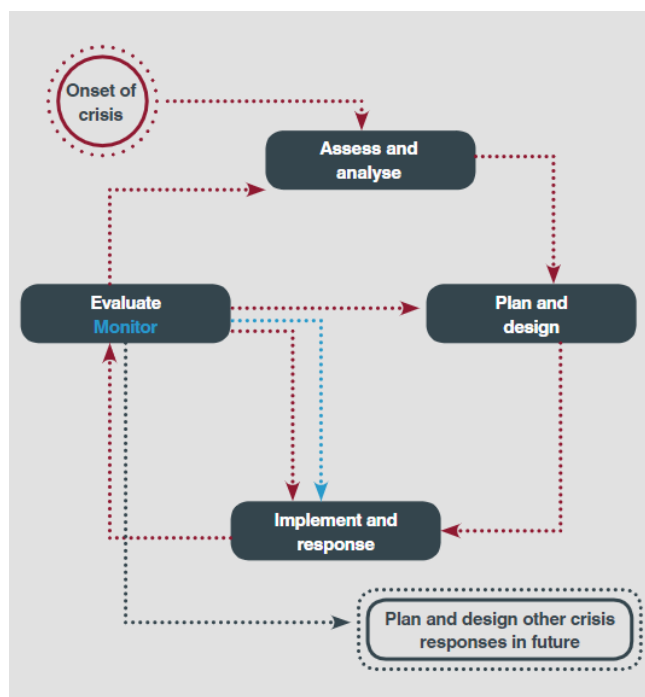 Onset of
crisis
Assess and
analyse
Evaluate
Monitor
Plan and
design
Implement and
response
Plan and design other crisis
responses in future